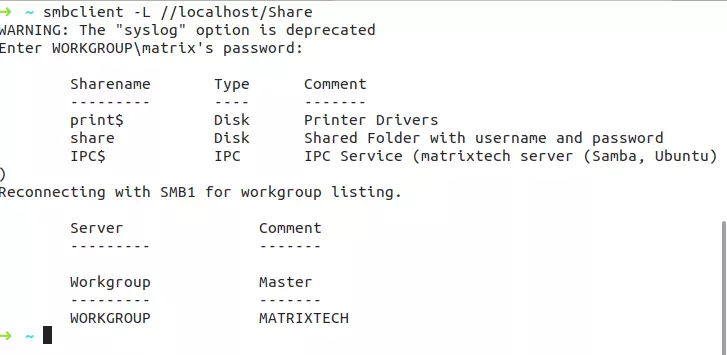 ➜ ~ smbclient -L //localhost/Share
WARNING: The "syslog" option is deprecated
Enter WORKGROUP\matrix's password:
Sharename Type Comment
--------- ---- -------
print$ Disk Printer Drivers
share Disk Shared Folder with username and password
IPC$ IPC IPC Service (matrixtech server (Samba, Ubuntu)
)
Reconnecting with SMB1 for workgroup listing.
Server Comment
--------- -------
Workgroup Master
--------- -------
WORKGROUP MATRIXTECH
➜ ~